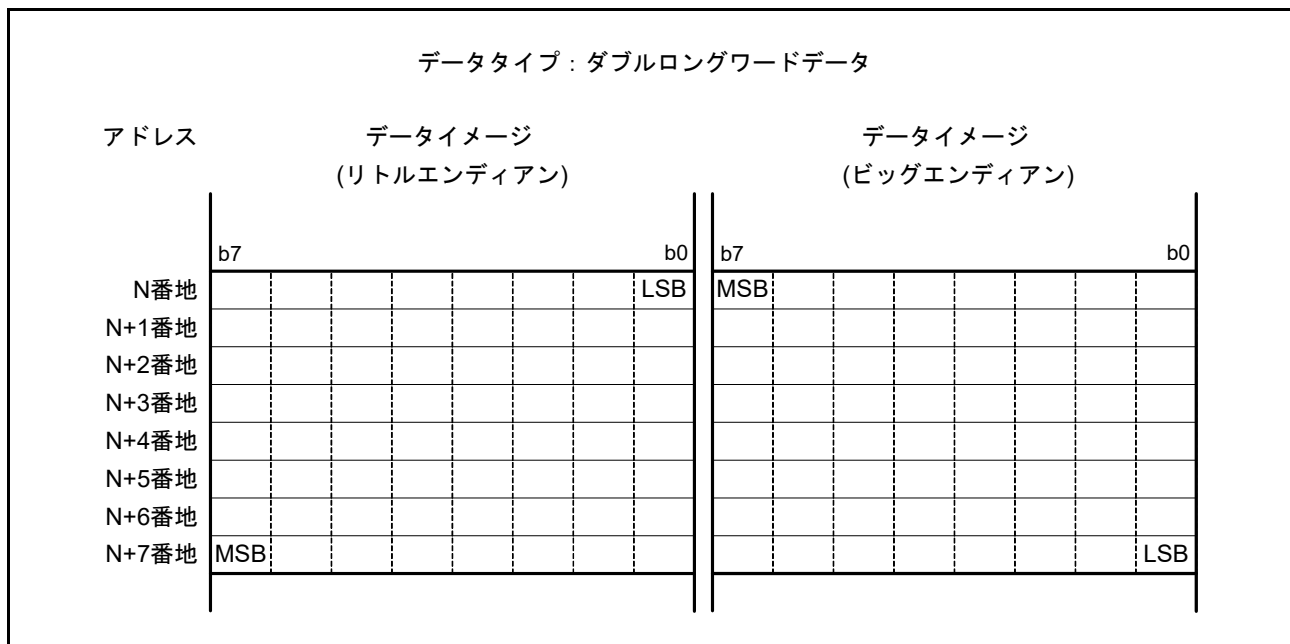 データタイプ：ダブルロングワードデータ
アドレス データイメージ データイメージ
(リトルエンディアン) (ビッグエンディアン)
b7 b0 b7 b0
N番地 LSB MSB
N+1番地
N+2番地
N+3番地
N+4番地
N+5番地
N+6番地
N+7番地 MSB LSB